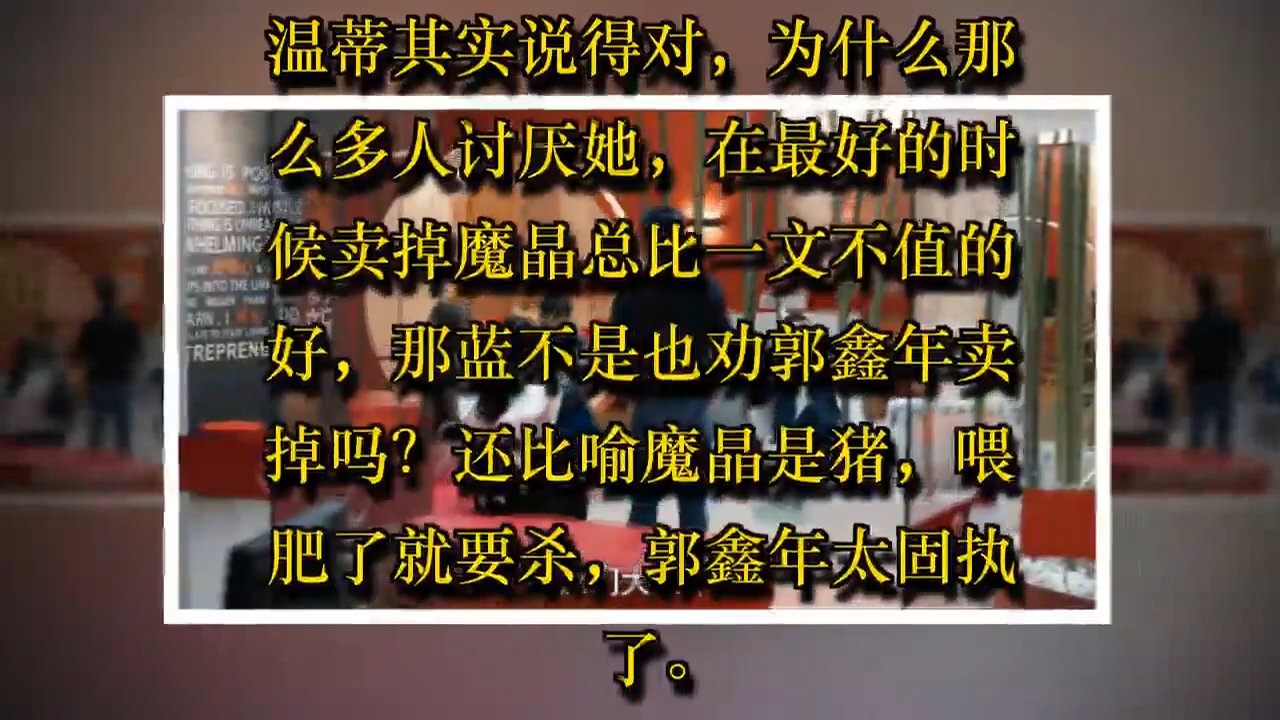 温蒂其实说得对，为什么那
么多人讨厌她，在最好的时
候卖掉魔晶总比一文不值的
好，那蓝不是也劝郭鑫年卖
掉吗？还比喻魔晶是猪，喂
肥了就要杀，郭鑫年太固执
了。
FOCUSED
WHELMING
TREPREN